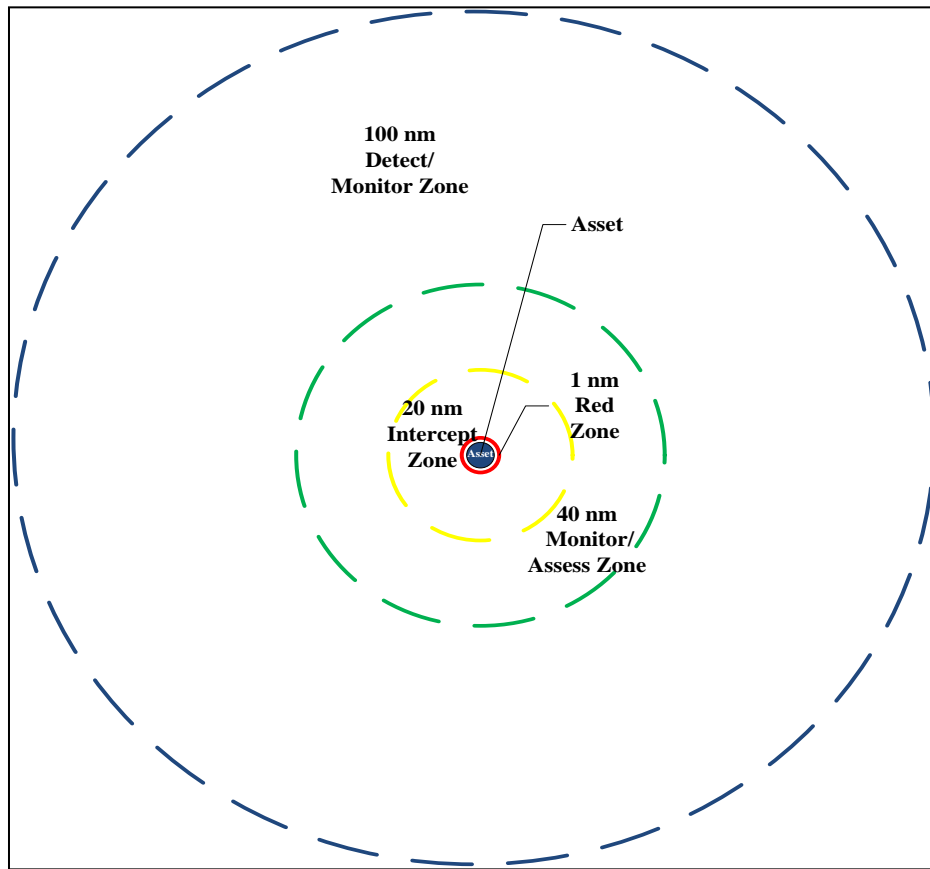 100 nm
Detect/
Monitor Zone
Asset
1 nm
Red
Zone
20 nm
Intercept
Zone
Asset
40 nm
Monitor/
Assess Zone